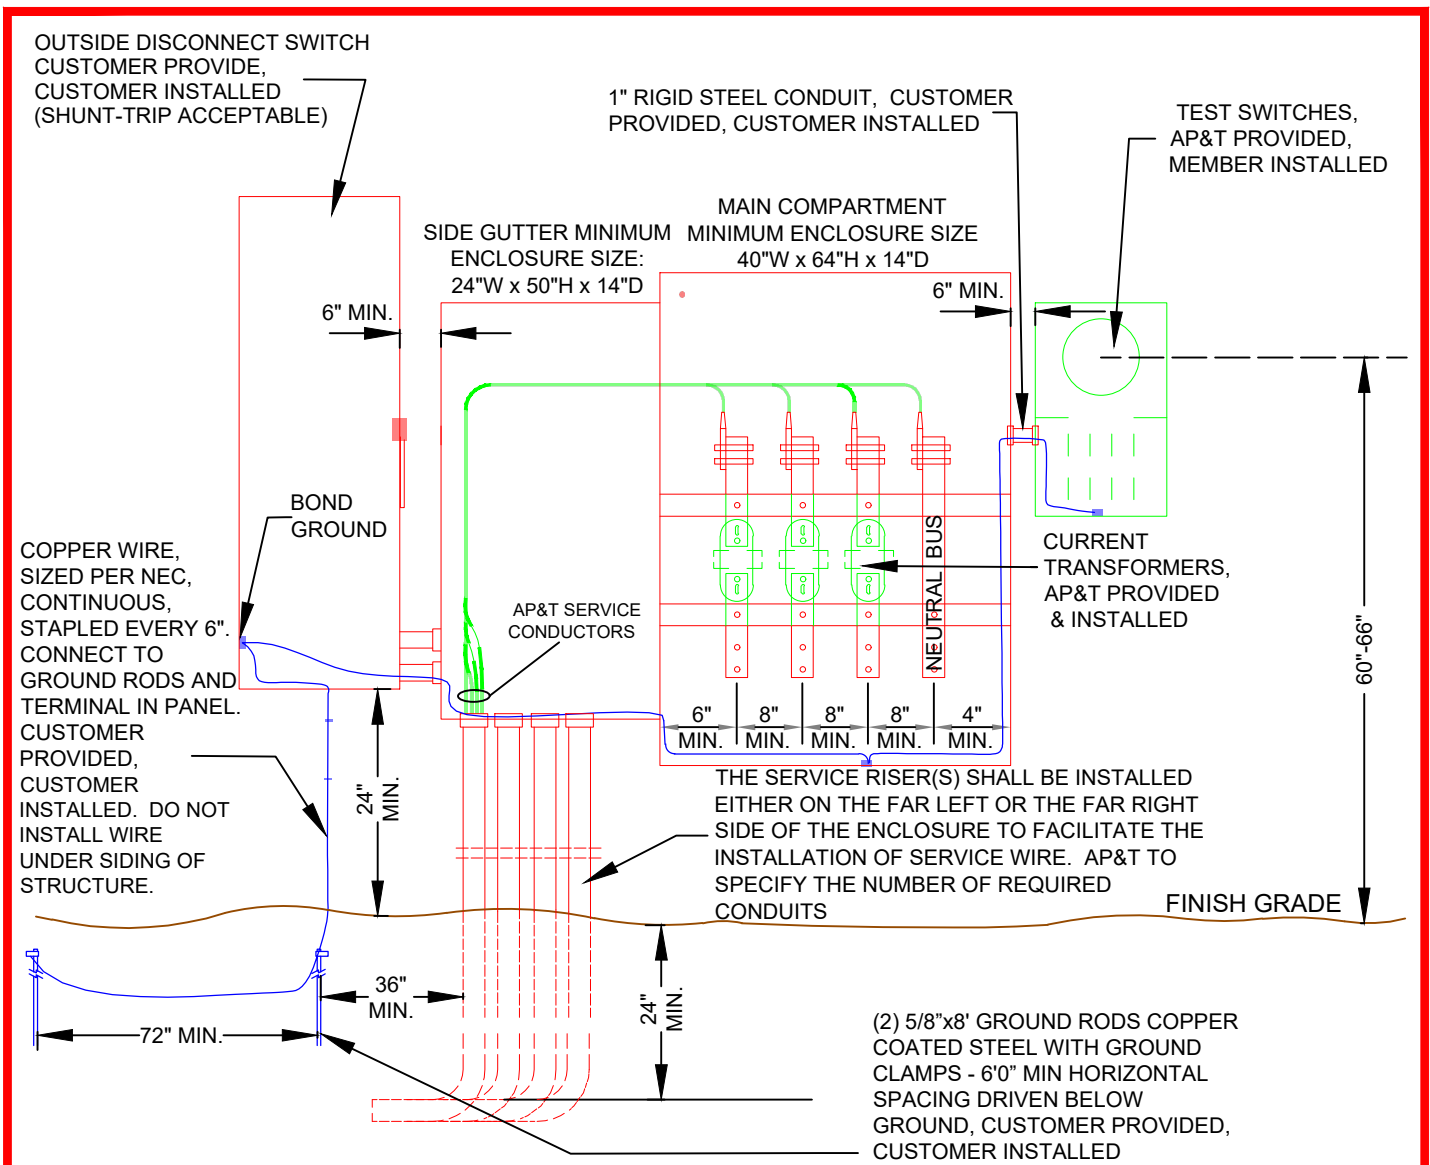 OUTSIDE DISCONNECT SWITCH
CUSTOMER PROVIDE,
CUSTOMER INSTALLED
(SHUNT-TRIP ACCEPTABLE)
1" RIGID STEEL CONDUIT, CUSTOMER
PROVIDED, CUSTOMER INSTALLED
TEST SWITCHES,
AP&T PROVIDED,
MEMBER INSTALLED
SIDE GUTTER MINIMUM
ENCLOSURE SIZE:
24"W x 50"H x 14"D
MAIN COMPARTMENT
MINIMUM ENCLOSURE SIZE
40"W x 64"H x 14"D
6" MIN.
6" MIN.
BOND
GROUND
COPPER WIRE,
SIZED PER NEC,
CONTINUOUS,
STAPLED EVERY 6".
CONNECT TO
GROUND RODS AND
TERMINAL IN PANEL.
CUSTOMER
PROVIDED,
CUSTOMER
INSTALLED. DO NOT
INSTALL WIRE
UNDER SIDING OF
STRUCTURE.
AP&T SERVICE
CONDUCTORS
NEUTRAL BUS
CURRENT
TRANSFORMERS,
AP&T PROVIDED
& INSTALLED
60"-66"
6"
MIN.
8"
MIN.
8"
MIN.
8"
MIN.
4"
MIN.
24"
MIN.
THE SERVICE RISER(S) SHALL BE INSTALLED
EITHER ON THE FAR LEFT OR THE FAR RIGHT
SIDE OF THE ENCLOSURE TO FACILITATE THE
INSTALLATION OF SERVICE WIRE. AP&T TO
SPECIFY THE NUMBER OF REQUIRED
CONDUITS
FINISH GRADE
36"
MIN.
24"
MIN.
72" MIN.
(2) 5/8"x8' GROUND RODS COPPER
COATED STEEL WITH GROUND
CLAMPS - 6'0" MIN HORIZONTAL
SPACING DRIVEN BELOW
GROUND, CUSTOMER PROVIDED,
CUSTOMER INSTALLED